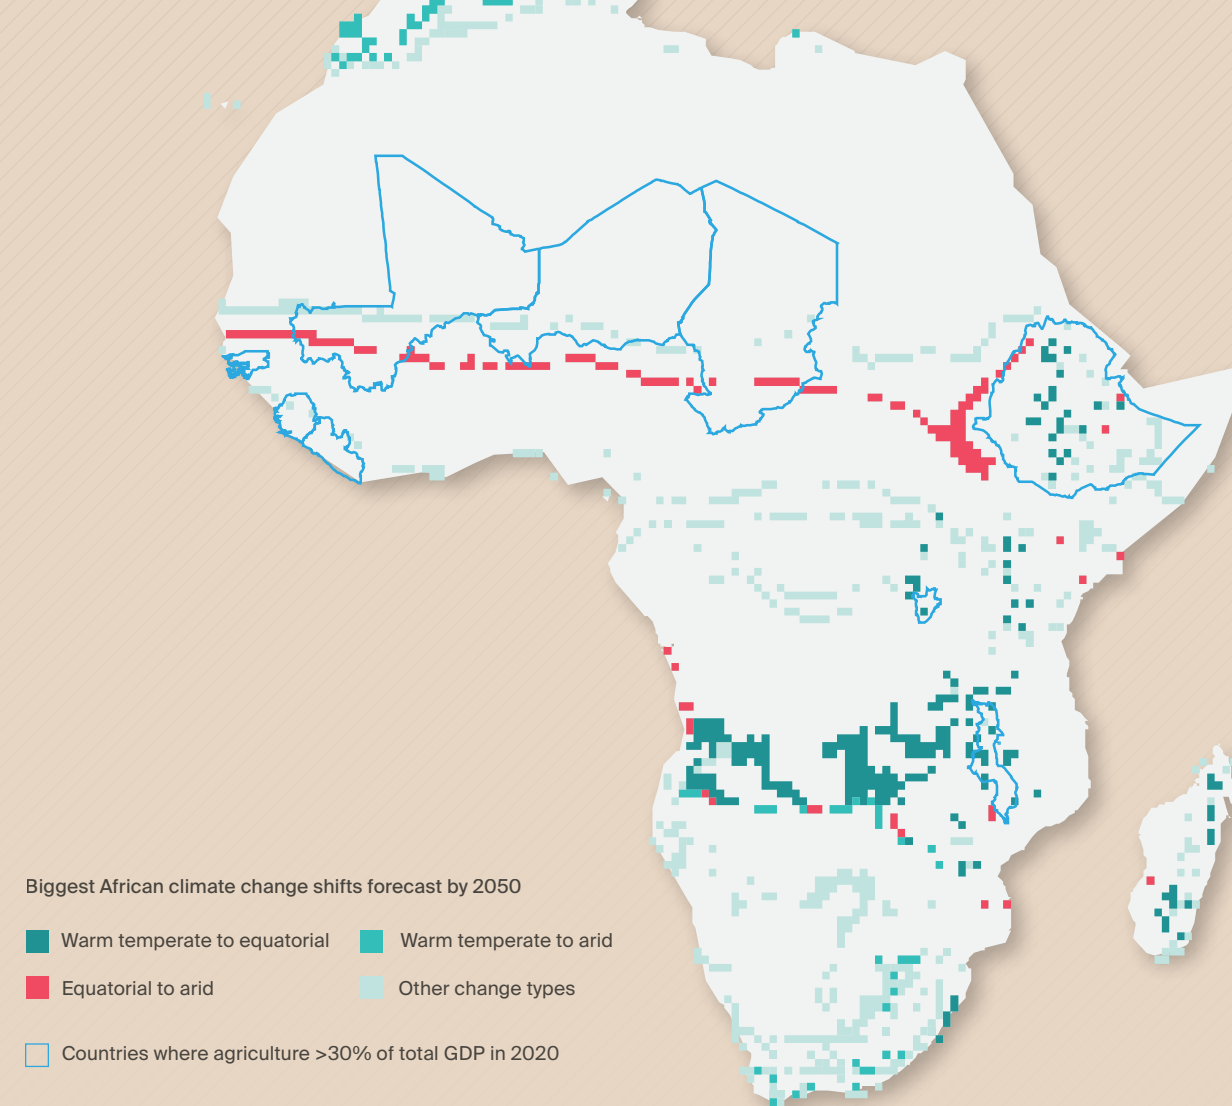 Biggest African climate change shifts forecast by 2050
Warm temperate to equatorial
Warm temperate to arid
Equatorial to arid
Other change types
Countries where agriculture >30% of total GDP in 2020